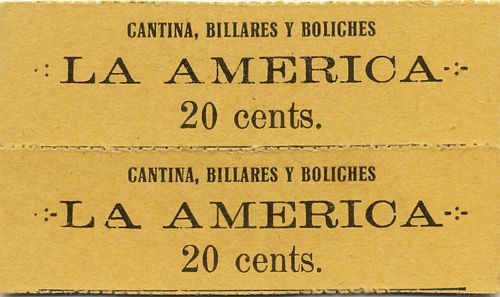 CANTINA, BILLARES Y BOLICHES
LA AMERICA
20 cents.
CANTINA, BILLARES Y BOLICHES
LA AMERICA
20 cents.